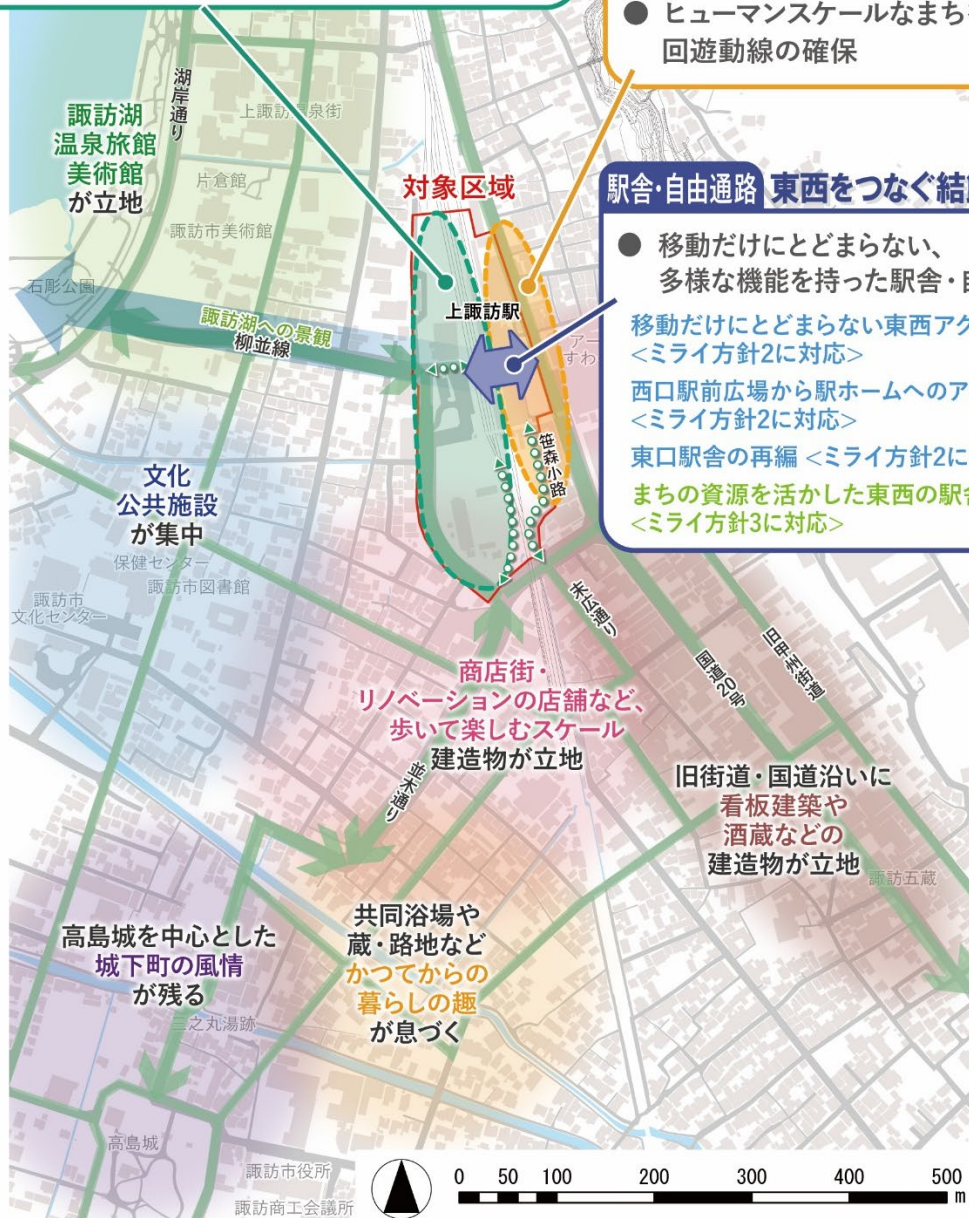 ● ヒューマンスケールなまち
回遊動線の確保
湖岸通り
上諏訪温泉街
諏訪湖
温泉旅館
美術館
が立地
片倉館
諏訪市美術館
石彫公園
諏訪湖への景観
柳並線
対象区域
上諏訪駅
アー
すわ
笹森小路
駅舎・自由通路 東西をつなぐ結
● 移動だけにとどまらない、
多様な機能を持った駅舎・
移動だけにとどまらない東西アク
<ミライ方針2に対応>
西口駅前広場から駅ホームへのア
<ミライ方針2に対応>
東口駅舎の再編 <ミライ方針2に
まちの資源を活かした東西の駅
<ミライ方針3に対応>
文化
公共施設
が集中
保健センター
諏訪市図書館
諏訪市
文化センター
末広通り
国道20号
旧甲州街道
商店街・
リノベーションの店舗など、
歩いて楽しむスケール
建造物が立地
並木通り
旧街道・国道沿いに
看板建築や
酒蔵などの
建造物が立地
諏訪五蔵
高島城を中心とした
城下町の風情
が残る
三之丸湯跡
共同浴場や
蔵・路地など
かつてからの
暮らしの趣
が息づく
高島城
諏訪市役所
諏訪商工会議所
0 50 100 200 300 400 500
m